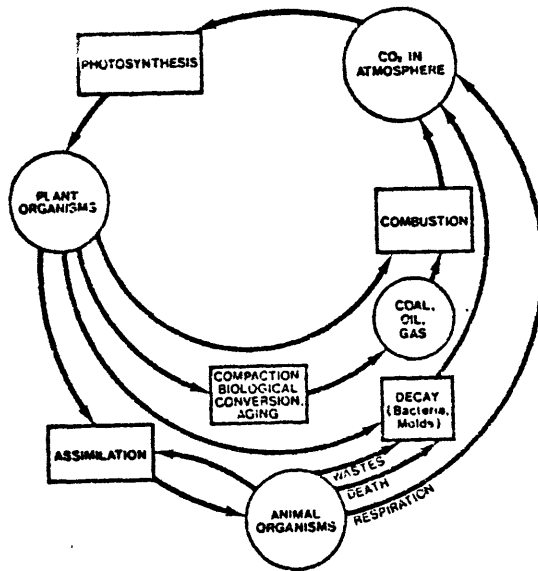 PHOTOSYNTHESIS
CO₂ IN
ATMOSPHERE
PLANT
ORGANISMS
COMBUSTION
COAL,
OIL,
GAS
COMPACTION
BIOLOGICAL
CONVERSION,
AGING
DECAY
(Bacteria,
Molds)
ASSIMILATION
WASTES
DEATH
RESPIRATION
ANIMAL
ORGANISMS